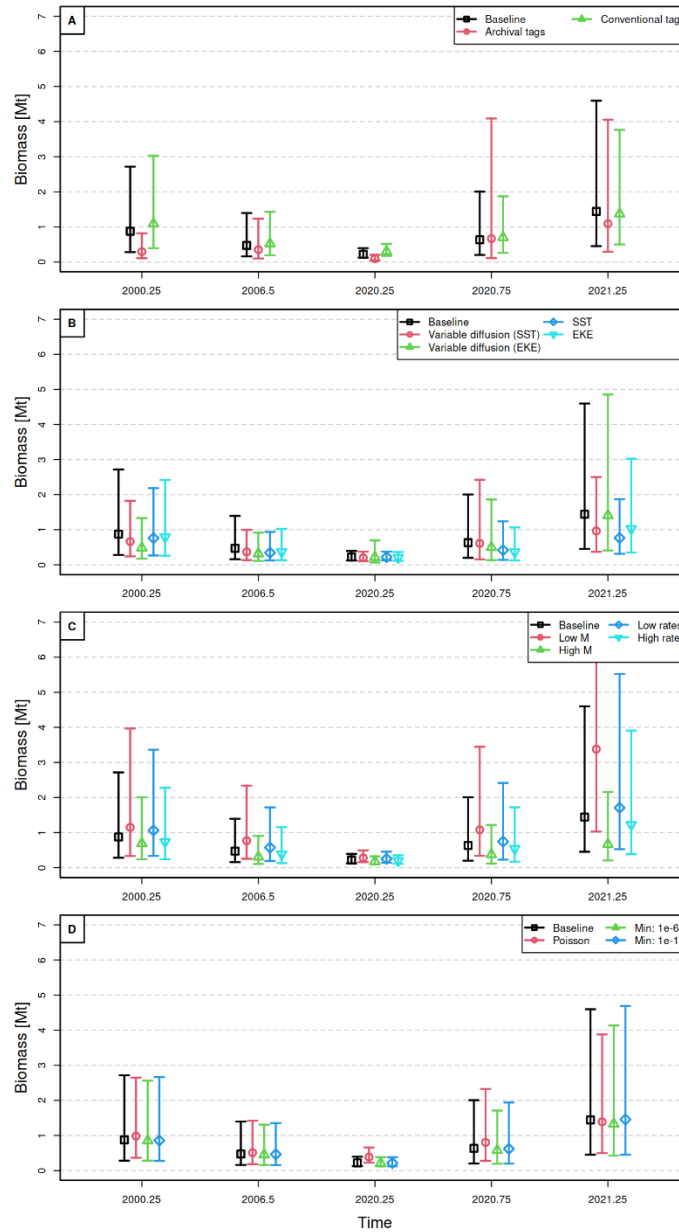 A
Baseline
Archival tags
Conventional tag
Biomass [Mt]
7
6
5
4
3
2
1
0
2000.25 2006.5 2020.25 2020.75 2021.25
B
Baseline
Variable diffusion (SST)
Variable diffusion (EKE)
SST
EKE
Biomass [Mt]
7
6
5
4
3
2
1
0
2000.25 2006.5 2020.25 2020.75 2021.25
C
Baseline
Low M
High M
Low rates
High rate
Biomass [Mt]
7
6
5
4
3
2
1
0
2000.25 2006.5 2020.25 2020.75 2021.25
D
Baseline
Poisson
Min: 1e-6
Min: 1e-1
Biomass [Mt]
7
6
5
4
3
2
1
0
2000.25 2006.5 2020.25 2020.75 2021.25
Time